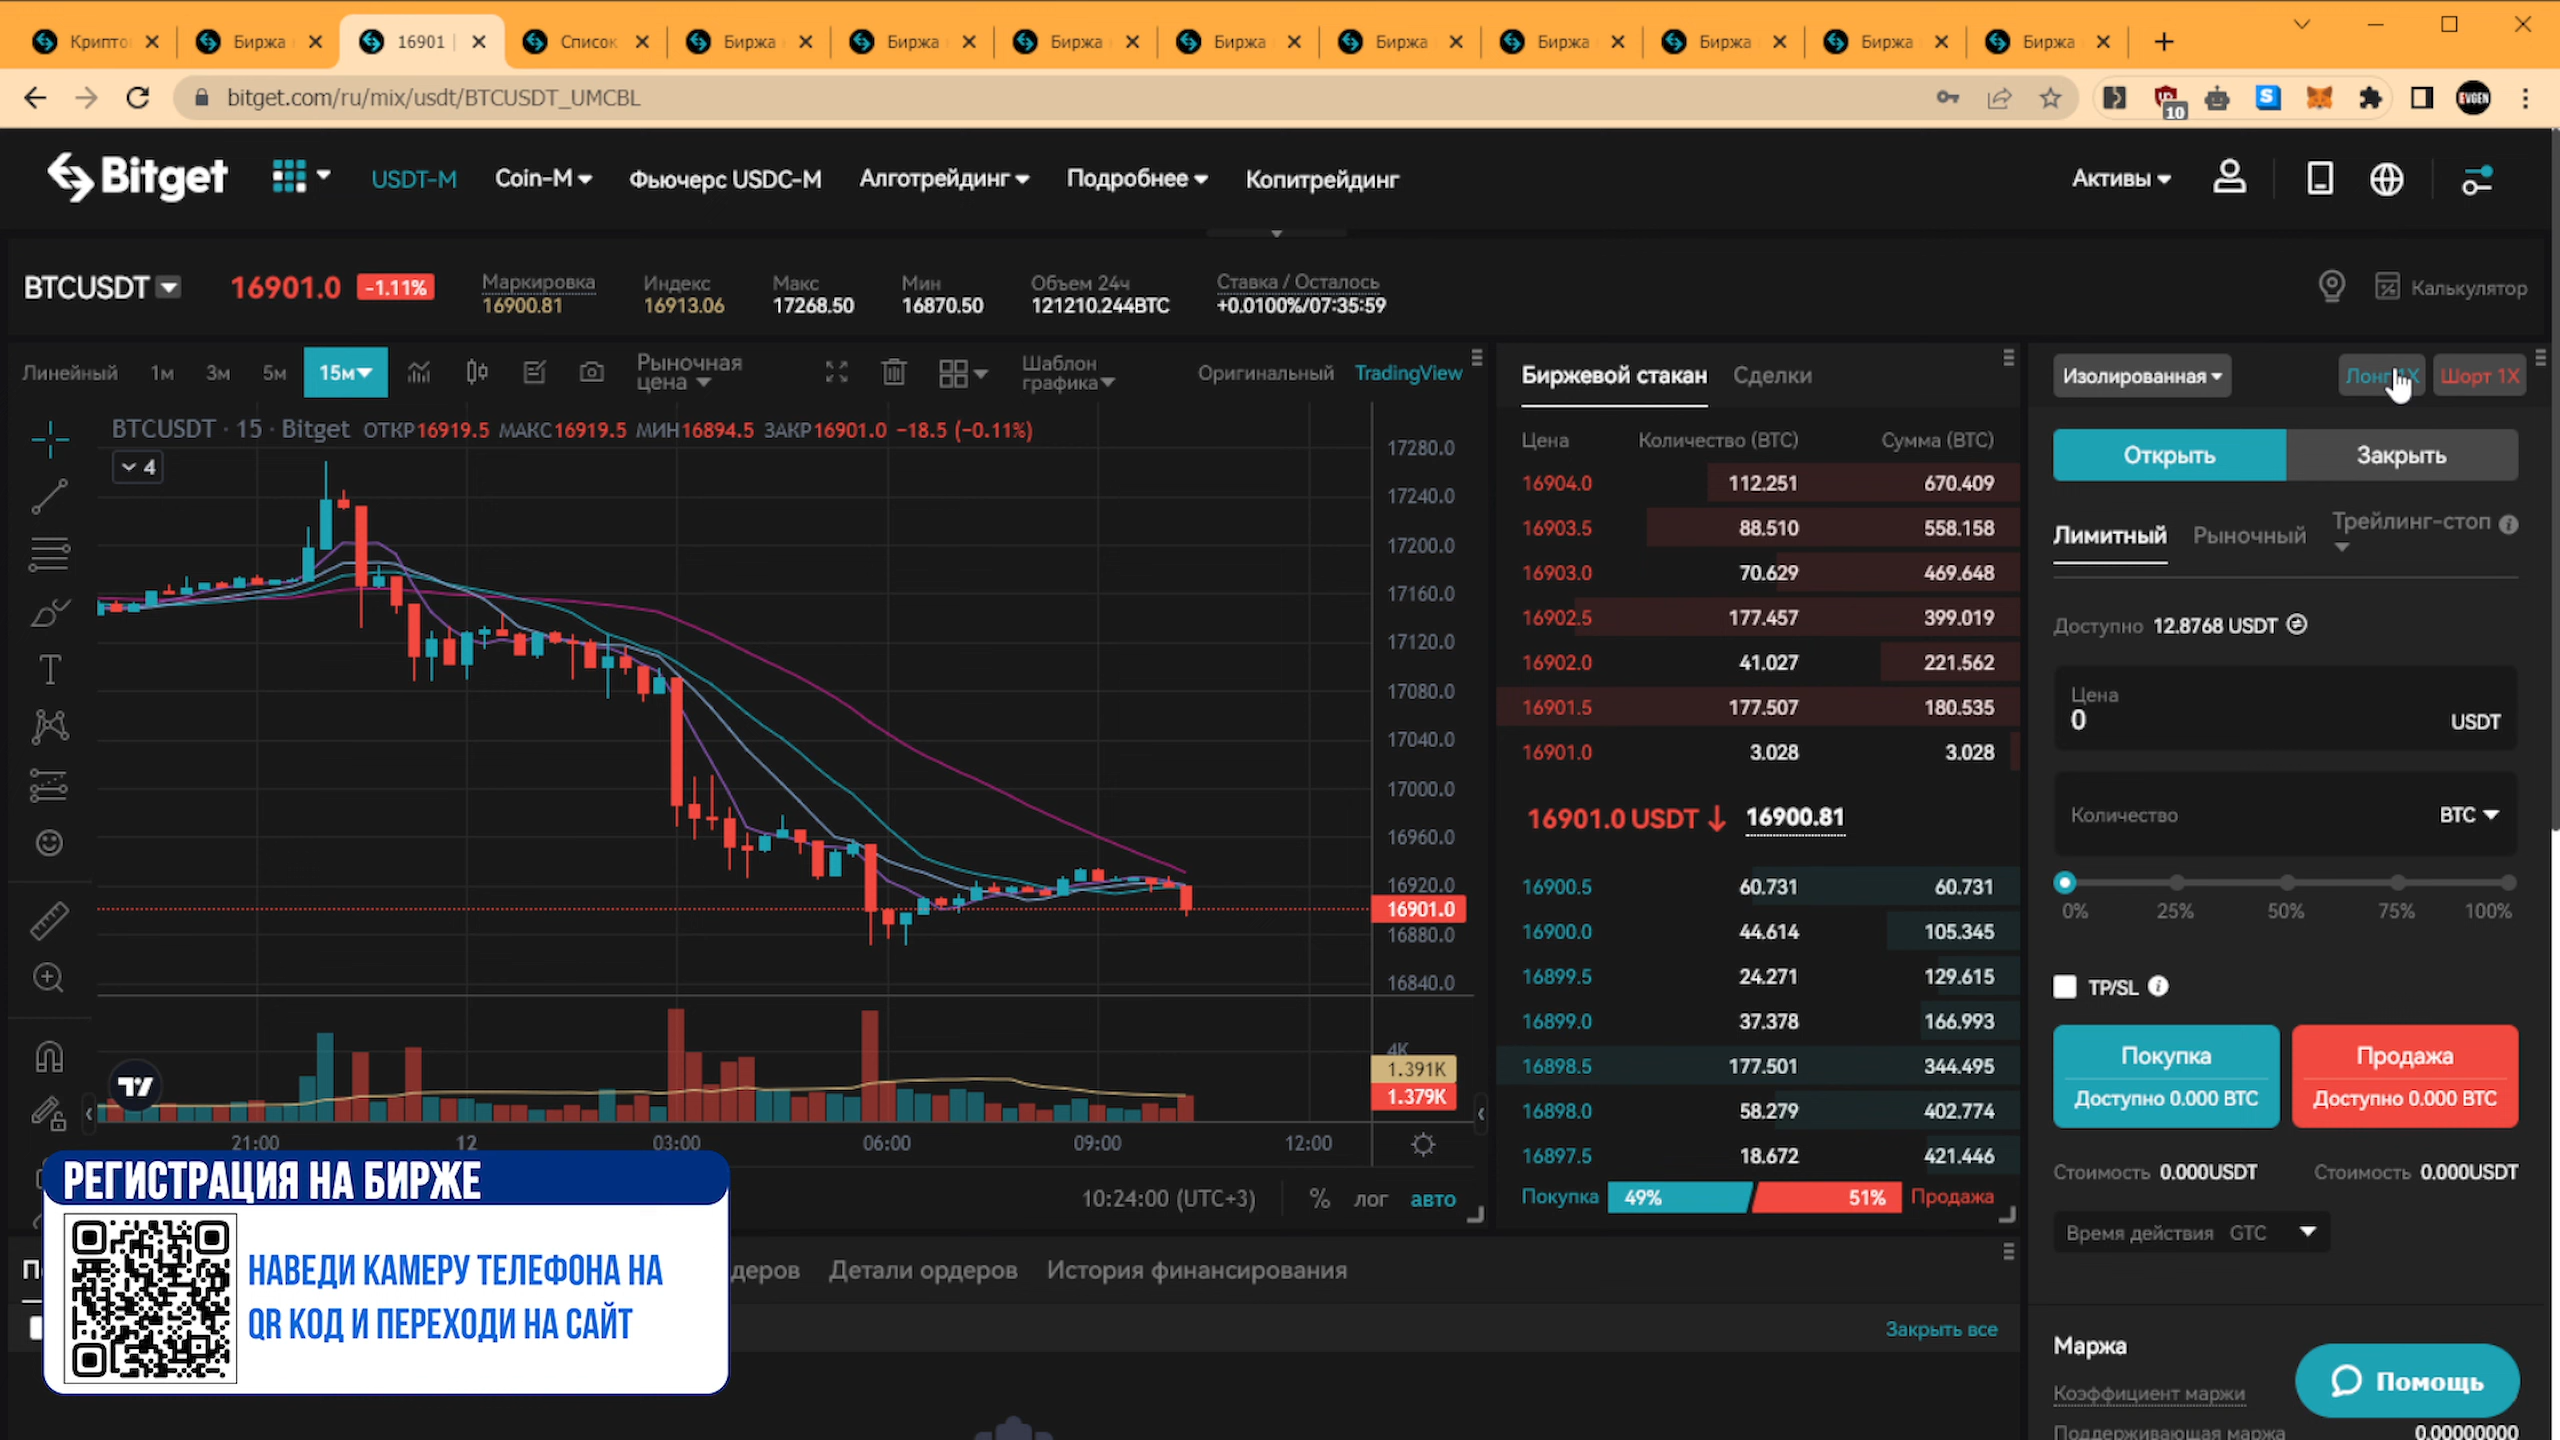 Крипто
Биржа
16901
Список
Биржа
Биржа
Биржа
Биржа
Биржа
Биржа
Биржа
Биржа
Биржа
bitget.com/ru/mix/usdt/BTCUSDT_UMCBL
10
EVGEN
Bitget
USDT-M
Coin-M
Фьючерс USDC-M
Алготрейдинг
Подробнее
Копитрейдинг
Активы
BTCUSDT
16901.0
-1.11%
Маркировка
16900.81
Индекс
16913.06
Макс
17268.50
Мин
16870.50
Объем 24ч
121210.244BTC
Ставка / Осталось
+0.0100%/07:35:59
Калькулятор
Линейный 1м 3м 5м 15м
Рыночная
цена
Шаблон
графика
Оригинальный
TradingView
BTCUSDT · 15 · Bitget ОТКР16919.5 МАКС16919.5 МИН16894.5 ЗАКР16901.0 −18.5 (−0.11%)
4
17280.0
17240.0
17200.0
17160.0
17120.0
17080.0
17040.0
17000.0
16960.0
16920.0
16901.0
16880.0
16840.0
4K
1.391K
1.379K
21:00 12 03:00 06:00 09:00 12:00
10:24:00 (UTC+3) % лог авто
Биржевой стакан Сделки
Цена Количество (BTC) Сумма (BTC)
16904.0 112.251 670.409
16903.5 88.510 558.158
16903.0 70.629 469.648
16902.5 177.457 399.019
16902.0 41.027 221.562
16901.5 177.507 180.535
16901.0 3.028 3.028
16901.0 USDT 16900.81
16900.5 60.731 60.731
16900.0 44.614 105.345
16899.5 24.271 129.615
16899.0 37.378 166.993
16898.5 177.501 344.495
16898.0 58.279 402.774
16897.5 18.672 421.446
Покупка 49% 51% Продажа
Изолированная
Лонг 1X
Шорт 1X
Открыть
Закрыть
Лимитный
Рыночный
Трейлинг-стоп
Доступно 12.8768 USDT
Цена
0
USDT
Количество
BTC
0% 25% 50% 75% 100%
TP/SL
Покупка
Доступно 0.000 BTC
Продажа
Доступно 0.000 BTC
Стоимость 0.000USDT
Стоимость 0.000USDT
Время действия GTC
Маржа
Коэффициент маржи
Поддерживающая маржа
0.00000000
Помощь
РЕГИСТРАЦИЯ НА БИРЖЕ
НАВЕДИ КАМЕРУ ТЕЛЕФОНА НА
QR КОД И ПЕРЕХОДИ НА САЙТ
Детали ордеров
История финансирования
Закрыть все